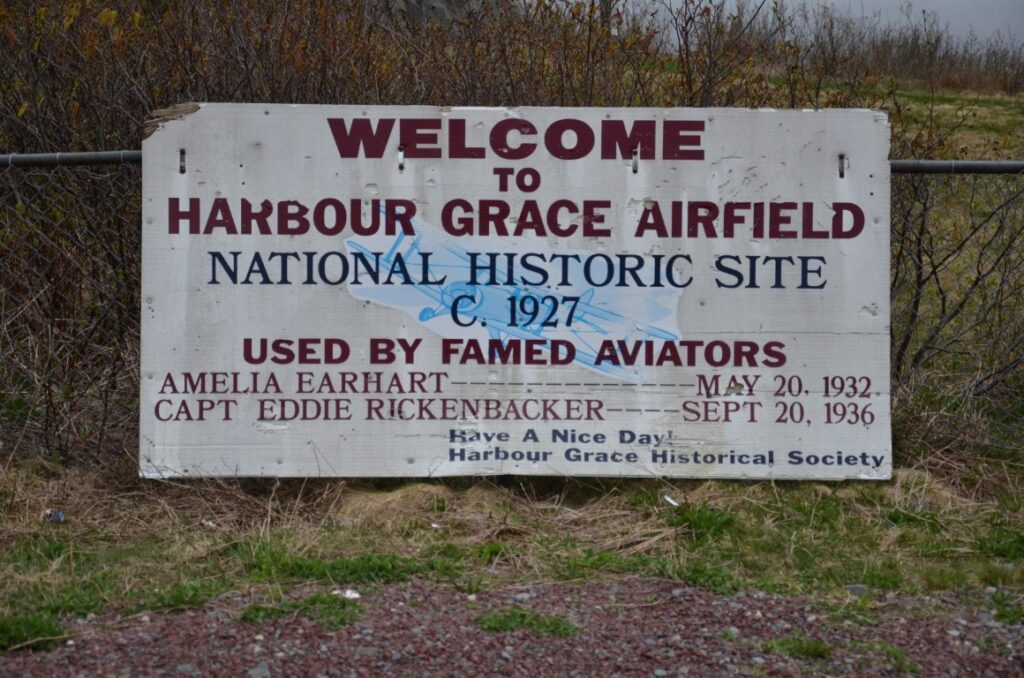 WELCOME
TO
HARBOUR GRACE AIRFIELD
NATIONAL HISTORIC SITE
C. 1927
USED BY FAMED AVIATORS
AMELIA EARHART---------------MAY 20, 1932
CAPT EDDIE RICKENBACKER----SEPT 20, 1936
Have A Nice Day!
Harbour Grace Historical Society